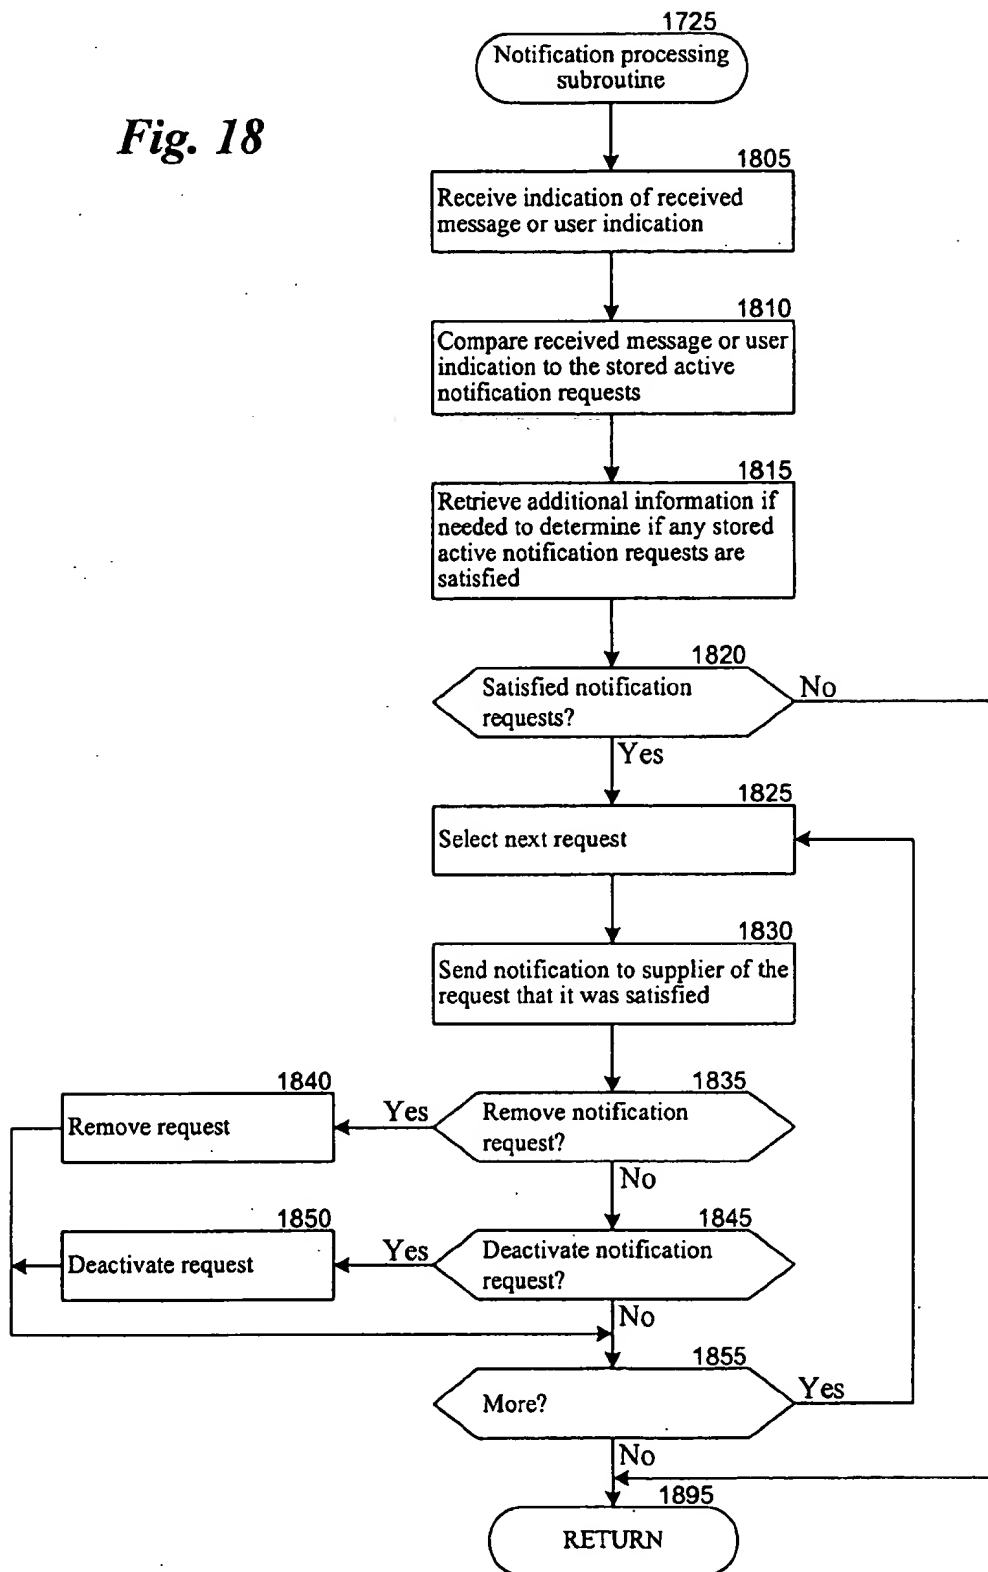 1725
Notification processing
subroutine
Fig. 18
1805
Receive indication of received
message or user indication
1810
Compare received message or user
indication to the stored active
notification requests
1815
Retrieve additional information if
needed to determine if any stored
active notification requests are
satisfied
1820
Satisfied notification
requests?
No
Yes
1825
Select next request
1830
Send notification to supplier of the
request that it was satisfied
1835
Remove notification
request?
Yes
1840
Remove request
No
1845
Deactivate notification
request?
Yes
1850
Deactivate request
No
1855
More?
Yes
No
1895
RETURN